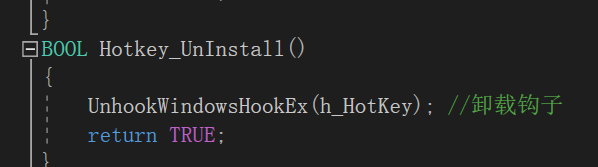 }
BOOL Hotkey_UnInstall()
{
UnhookWindowsHookEx(h_HotKey); //卸载钩子
return TRUE;
}